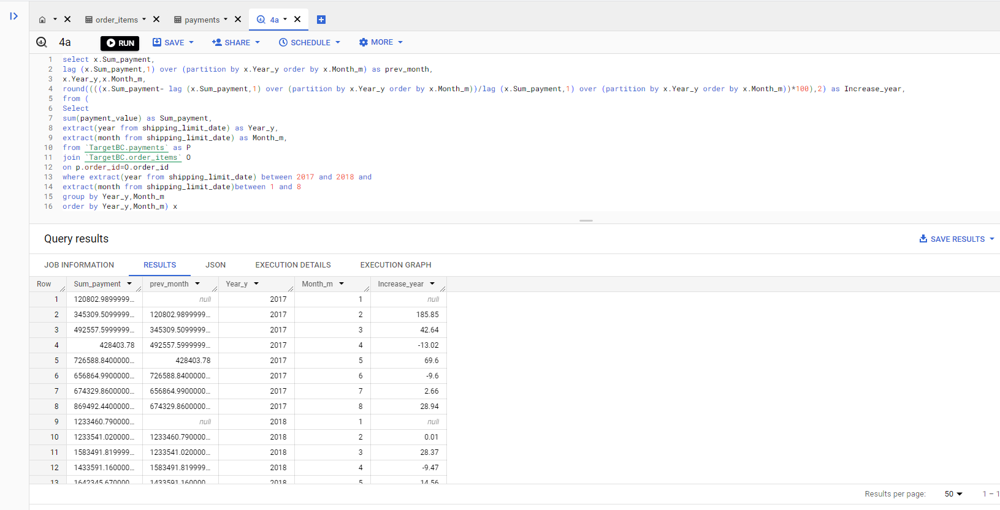 order_items payments 4a
4a RUN SAVE SHARE SCHEDULE MORE
1 select x.Sum_payment,
2 lag (x.Sum_payment,1) over (partition by x.Year_y order by x.Month_m) as prev_month,
3 x.Year_y,x.Month_m,
4 round((((x.Sum_payment- lag (x.Sum_payment,1) over (partition by x.Year_y order by x.Month_m))/lag (x.Sum_payment,1) over (partition by x.Year_y order by x.Month_m))*100),2) as Increase_year,
5 from (
6 Select
7 sum(payment_value) as Sum_payment,
8 extract(year from shipping_limit_date) as Year_y,
9 extract(month from shipping_limit_date) as Month_m,
10 from `TargetBC.payments` as P
11 join `TargetBC.order_items` O
12 on p.order_id=O.order_id
13 where extract(year from shipping_limit_date) between 2017 and 2018 and
14 extract(month from shipping_limit_date)between 1 and 8
15 group by Year_y,Month_m
16 order by Year_y,Month_m) x
Query results SAVE RESULTS
JOB INFORMATION RESULTS JSON EXECUTION DETAILS EXECUTION GRAPH
Row Sum_payment prev_month Year_y Month_m Increase_year
1 120802.9899999... null 2017 1 null
2 345309.5099999... 120802.9899999... 2017 2 185.85
3 492557.5999999... 345309.5099999... 2017 3 42.64
4 428403.78 492557.5999999... 2017 4 -13.02
5 726588.8400000... 428403.78 2017 5 69.6
6 656864.9900000... 726588.8400000... 2017 6 -9.6
7 674329.8600000... 656864.9900000... 2017 7 2.66
8 869492.4400000... 674329.8600000... 2017 8 28.94
9 1233460.790000... null 2018 1 null
10 1233541.020000... 1233460.790000... 2018 2 0.01
11 1583491.819999... 1233541.020000... 2018 3 28.37
12 1433591.160000... 1583491.819999... 2018 4 -9.47
13 1642345.670000... 1433591.160000... 2018 5 14.56
Results per page: 50 1 – 1